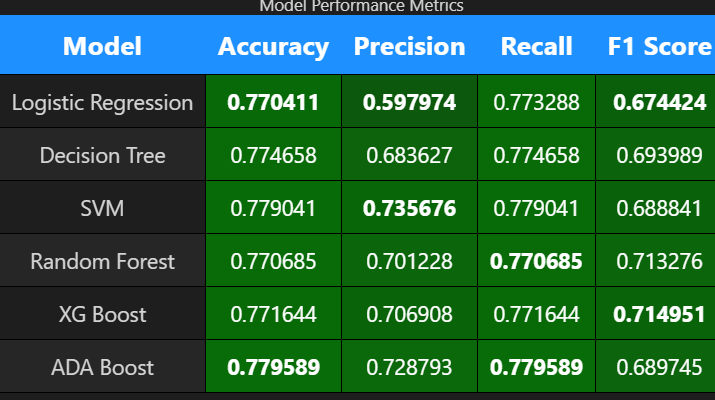 Model Performance Metrics
Model Accuracy Precision Recall F1 Score
Logistic Regression 0.770411 0.597974 0.773288 0.674424
Decision Tree 0.774658 0.683627 0.774658 0.693989
SVM 0.779041 0.735676 0.779041 0.688841
Random Forest 0.770685 0.701228 0.770685 0.713276
XG Boost 0.771644 0.706908 0.771644 0.714951
ADA Boost 0.779589 0.728793 0.779589 0.689745